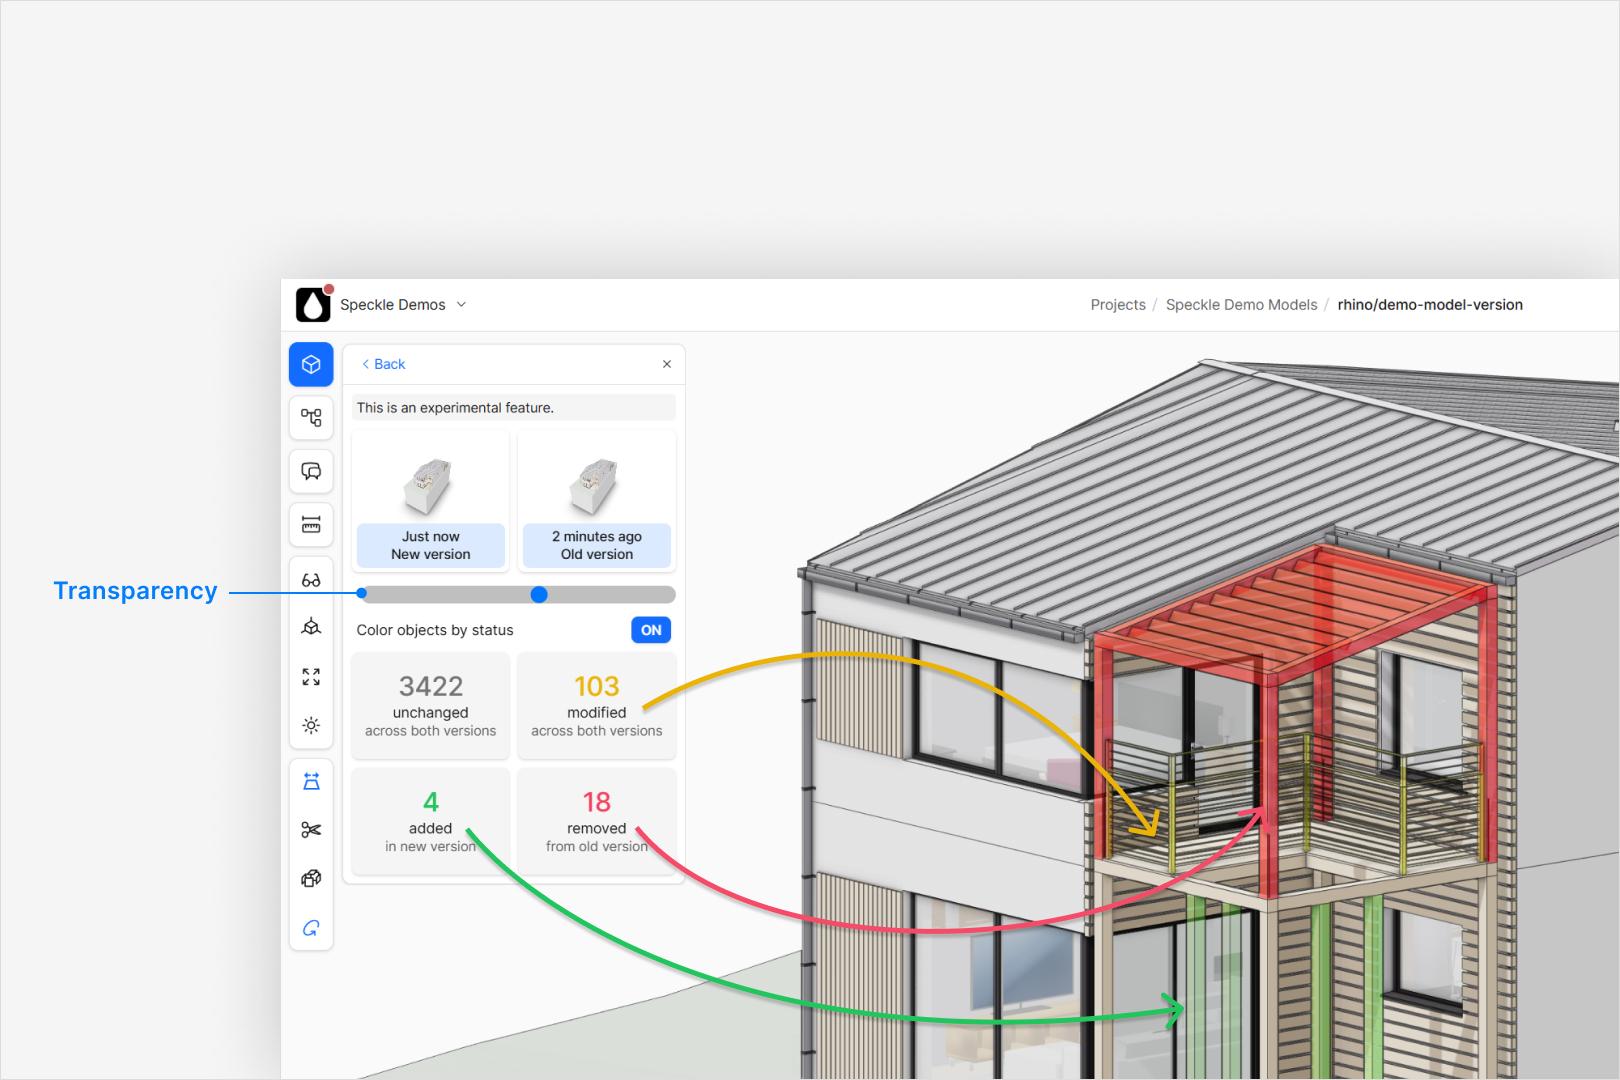 Speckle Demos
Projects / Speckle Demo Models / rhino/demo-model-version
Back
This is an experimental feature.
Just now
New version
2 minutes ago
Old version
Transparency
Color objects by status
ON
3422
unchanged
across both versions
103
modified
across both versions
4
added
in new version
18
removed
from old version